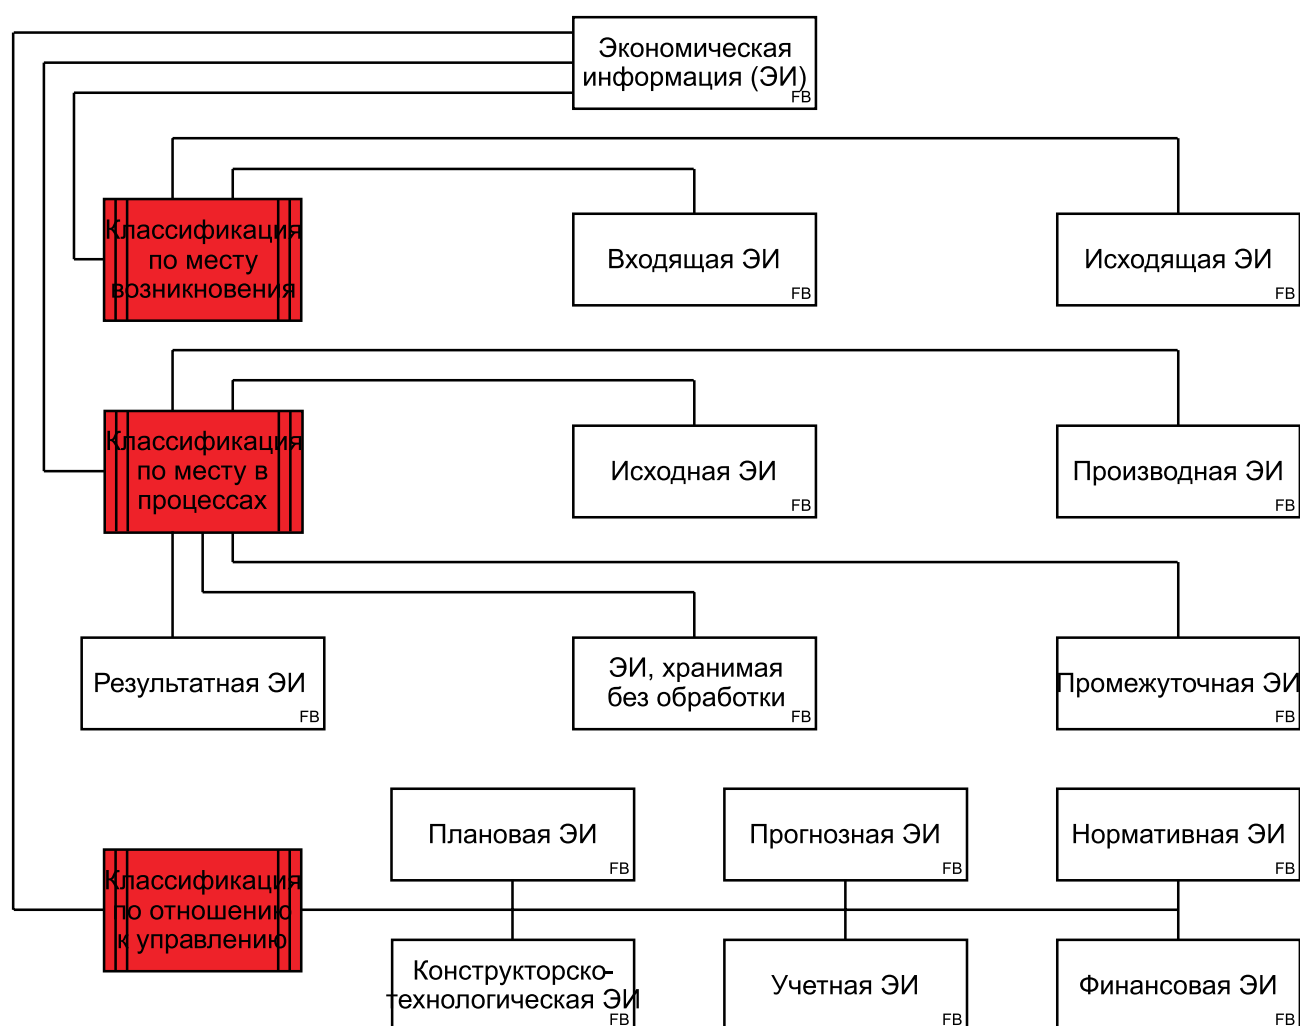 Экономическая
информация (ЭИ)
FB
Классификация
по месту
возникновения
Входящая ЭИ
FB
Исходящая ЭИ
FB
Классификация
по месту в
процессах
Исходная ЭИ
FB
Производная ЭИ
FB
Результатная ЭИ
FB
ЭИ, хранимая
без обработки
FB
Промежуточная ЭИ
FB
Плановая ЭИ
FB
Прогнозная ЭИ
FB
Нормативная ЭИ
FB
Классификация
по отношению
к управлению
Конструкторско-
технологическая ЭИ
FB
Учетная ЭИ
FB
Финансовая ЭИ
FB